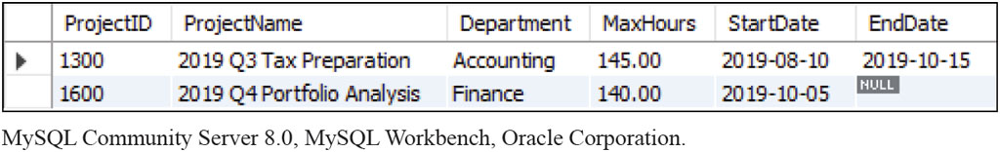 ProjectID ProjectName Department MaxHours StartDate EndDate
1300 2019 Q3 Tax Preparation Accounting 145.00 2019-08-10 2019-10-15
1600 2019 Q4 Portfolio Analysis Finance 140.00 2019-10-05 NULL
MySQL Community Server 8.0, MySQL Workbench, Oracle Corporation.